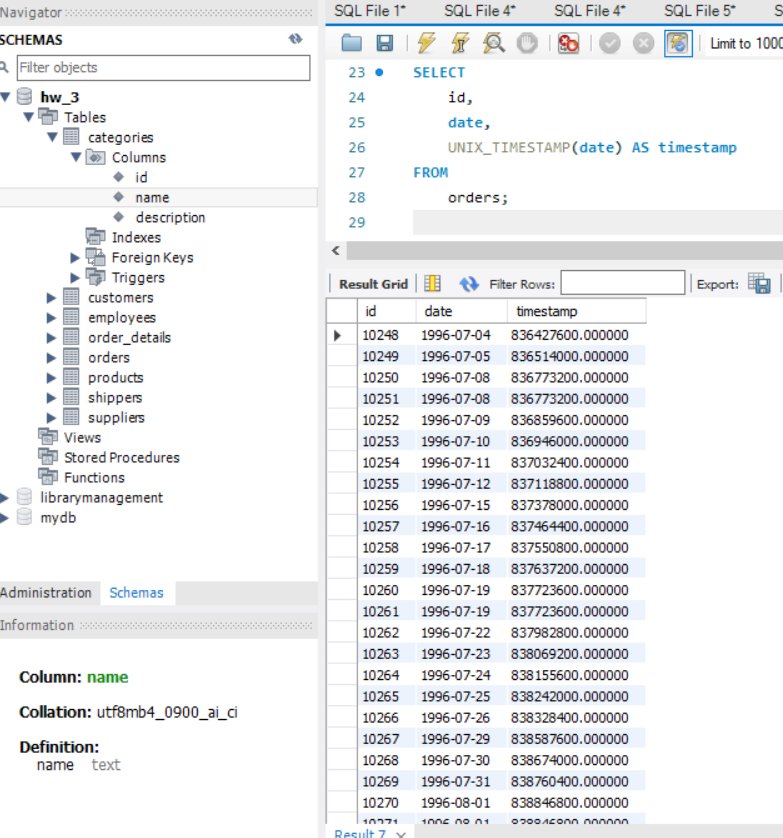 Navigator
SCHEMAS
Filter objects
hw_3
Tables
categories
Columns
id
name
description
Indexes
Foreign Keys
Triggers
customers
employees
order_details
orders
products
shippers
suppliers
Views
Stored Procedures
Functions
librarymanagement
mydb
Administration Schemas
Information
Column: name
Collation: utf8mb4_0900_ai_ci
Definition:
name text
SQL File 1* SQL File 4* SQL File 4* SQL File 5* S
Limit to 1000
23 SELECT
24 id,
25 date,
26 UNIX_TIMESTAMP(date) AS timestamp
27 FROM
28 orders;
29
Result Grid Filter Rows: Export:
id date timestamp
10248 1996-07-04 836427600.000000
10249 1996-07-05 836514000.000000
10250 1996-07-08 836773200.000000
10251 1996-07-08 836773200.000000
10252 1996-07-09 836859600.000000
10253 1996-07-10 836946000.000000
10254 1996-07-11 837032400.000000
10255 1996-07-12 837118800.000000
10256 1996-07-15 837378000.000000
10257 1996-07-16 837464400.000000
10258 1996-07-17 837550800.000000
10259 1996-07-18 837637200.000000
10260 1996-07-19 837723600.000000
10261 1996-07-19 837723600.000000
10262 1996-07-22 837982800.000000
10263 1996-07-23 838069200.000000
10264 1996-07-24 838155600.000000
10265 1996-07-25 838242000.000000
10266 1996-07-26 838328400.000000
10267 1996-07-29 838587600.000000
10268 1996-07-30 838674000.000000
10269 1996-07-31 838760400.000000
10270 1996-08-01 838846800.000000
10271 1996-08-01 838846800.000000
Result 7